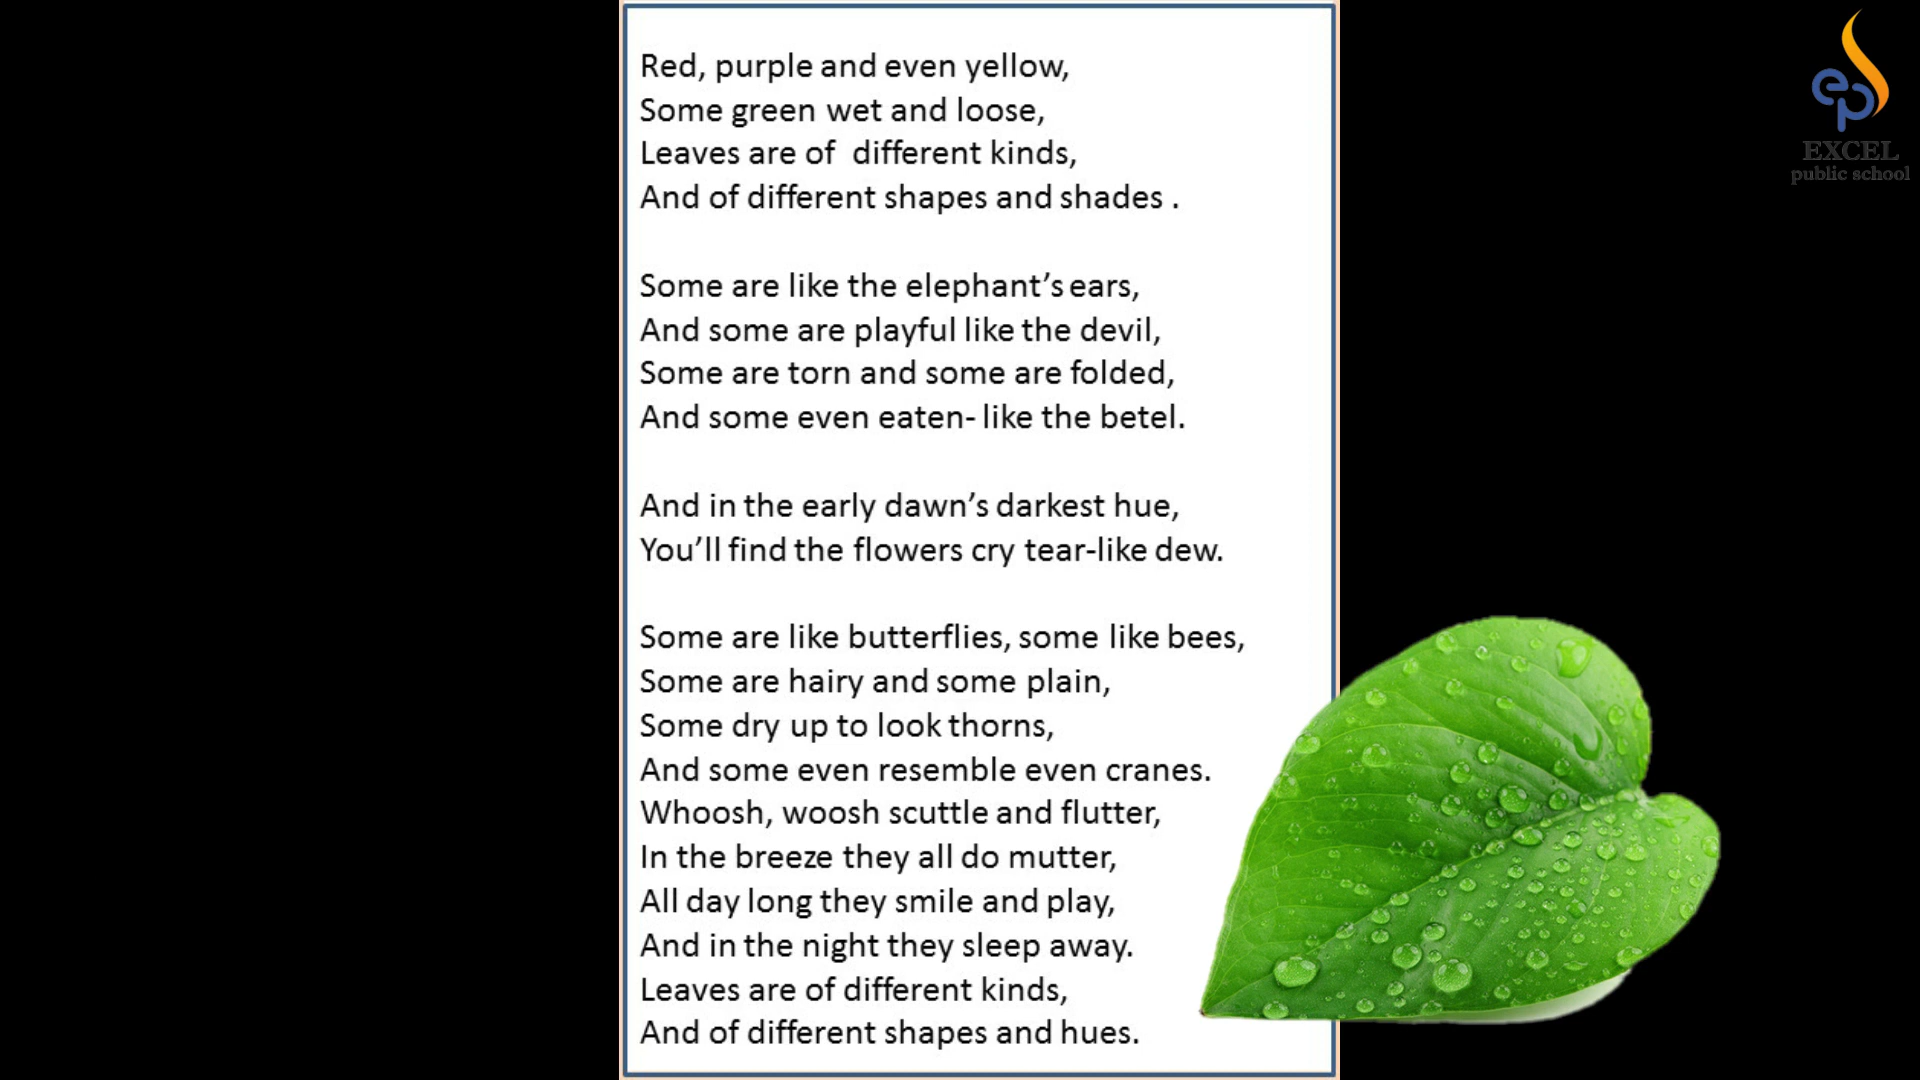 Red, purple and even yellow,
Some green wet and loose,
Leaves are of different kinds,
And of different shapes and shades .
Some are like the elephant’s ears,
And some are playful like the devil,
Some are torn and some are folded,
And some even eaten- like the betel.
And in the early dawn’s darkest hue,
You’ll find the flowers cry tear-like dew.
Some are like butterflies, some like bees,
Some are hairy and some plain,
Some dry up to look thorns,
And some even resemble even cranes.
Whoosh, woosh scuttle and flutter,
In the breeze they all do mutter,
All day long they smile and play,
And in the night they sleep away.
Leaves are of different kinds,
And of different shapes and hues.
eps
EXCEL
public school